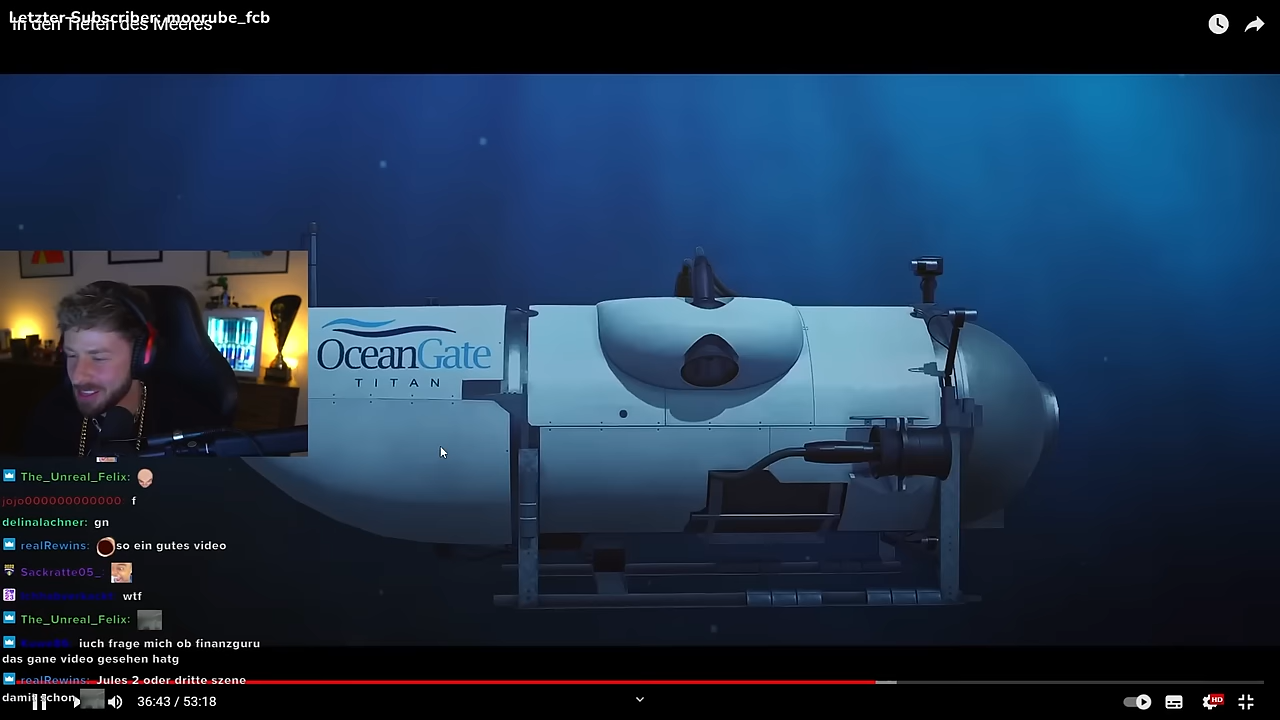 Letzter Subscriber: moorube_fcb
In den Tiefen des Meeres
OceanGate
TITAN
The_Unreal_Felix:
jojo000000000000: f
delinalachner: gn
realRewins: so ein gutes video
Sackratte05_:
wtf
The_Unreal_Felix:
iuch frage mich ob finanzguru
das gane video gesehen hatg
realRewins: Jules 2 oder dritte szene
damit schon
36:43 / 53:18
HD